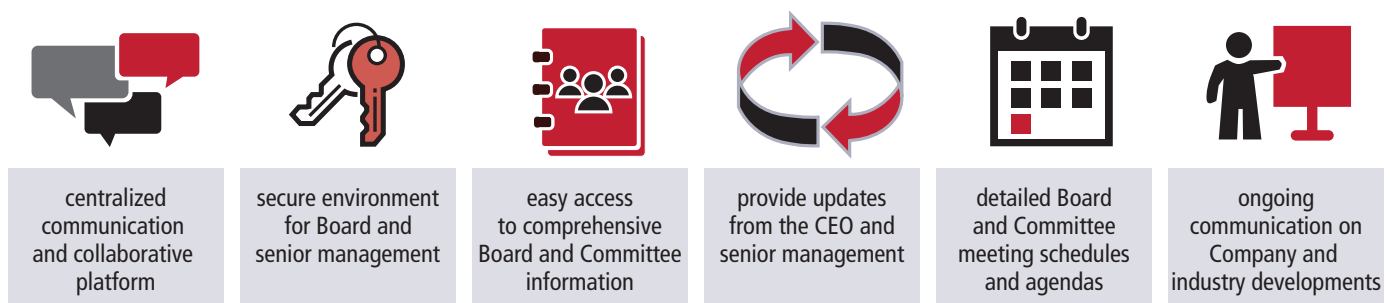 centralized
communication
and collaborative
platform
secure environment
for Board and
senior management
easy access
to comprehensive
Board and Committee
information
provide updates
from the CEO and
senior management
detailed Board
and Committee
meeting schedules
and agendas
ongoing
communication on
Company and
industry developments